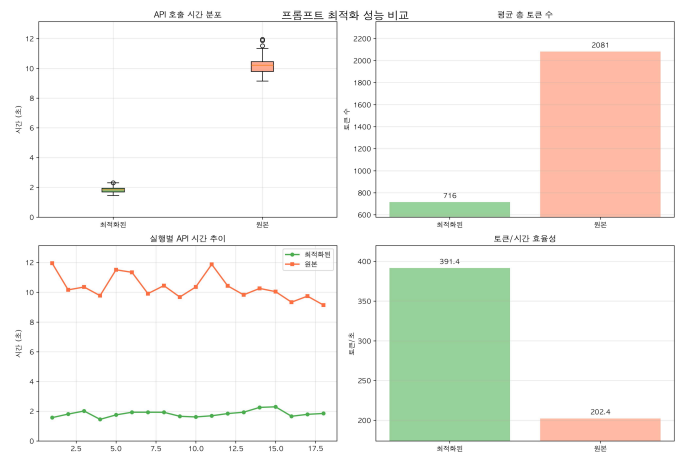 프롬프트 최적화 성능 비교
API 호출 시간 분포
시간 (초)
12
10
8
6
4
2
0
최적화된
원본
평균 총 토큰 수
토큰 수
2200
2000
1800
1600
1400
1200
1000
800
600
716
2081
최적화된
원본
실행별 API 시간 추이
시간 (초)
12
10
8
6
4
2
0
최적화된
원본
2.5
5.0
7.5
10.0
12.5
15.0
17.5
토큰/시간 효율성
토큰/초
400
350
300
250
200
391.4
202.4
최적화된
원본